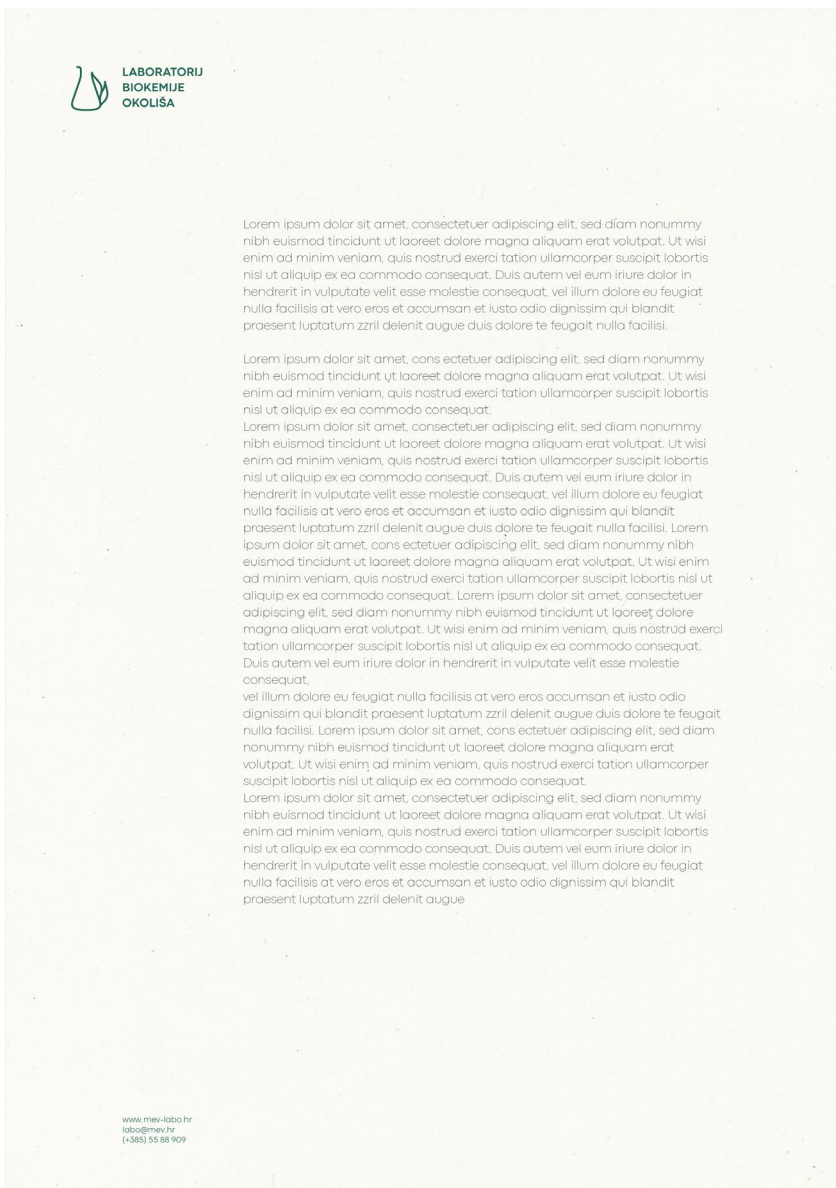 LABORATORIJ
BIOKEMIJE
OKOLIŠA
Lorem ipsum dolor sit amet, consectetuer adipiscing elit, sed diam nonummy
nibh euismod tincidunt ut laoreet dolore magna aliquam erat volutpat. Ut wisi
enim ad minim veniam, quis nostrud exerci tation ullamcorper suscipit lobortis
nisl ut aliquip ex ea commodo consequat. Duis autem vel eum iriure dolor in
hendrerit in vulputate velit esse molestie consequat, vel illum dolore eu feugiat
nulla facilisis at vero eros et accumsan et iusto odio dignissim qui blandit
praesent luptatum zzril delenit augue duis dolore te feugait nulla facilisi.
Lorem ipsum dolor sit amet, cons ectetuer adipiscing elit, sed diam nonummy
nibh euismod tincidunt ut laoreet dolore magna aliquam erat volutpat. Ut wisi
enim ad minim veniam, quis nostrud exerci tation ullamcorper suscipit lobortis
nisl ut aliquip ex ea commodo consequat.
Lorem ipsum dolor sit amet, consectetuer adipiscing elit, sed diam nonummy
nibh euismod tincidunt ut laoreet dolore magna aliquam erat volutpat. Ut wisi
enim ad minim veniam, quis nostrud exerci tation ullamcorper suscipit lobortis
nisl ut aliquip ex ea commodo consequat. Duis autem vel eum iriure dolor in
hendrerit in vulputate velit esse molestie consequat, vel illum dolore eu feugiat
nulla facilisis at vero eros et accumsan et iusto odio dignissim qui blandit
praesent luptatum zzril delenit augue duis dolore te feugait nulla facilisi. Lorem
ipsum dolor sit amet, cons ectetuer adipiscing elit, sed diam nonummy nibh
euismod tincidunt ut laoreet dolore magna aliquam erat volutpat. Ut wisi enim
ad minim veniam, quis nostrud exerci tation ullamcorper suscipit lobortis nisl ut
aliquip ex ea commodo consequat. Lorem ipsum dolor sit amet, consectetuer
adipiscing elit, sed diam nonummy nibh euismod tincidunt ut laoreet dolore
magna aliquam erat volutpat. Ut wisi enim ad minim veniam, quis nostrud exerci
tation ullamcorper suscipit lobortis nisl ut aliquip ex ea commodo consequat.
Duis autem vel eum iriure dolor in hendrerit in vulputate velit esse molestie
consequat,
vel illum dolore eu feugiat nulla facilisis at vero eros accumsan et iusto odio
dignissim qui blandit praesent luptatum zzril delenit augue duis dolore te feugait
nulla facilisi. Lorem ipsum dolor sit amet, cons ectetuer adipiscing elit, sed diam
nonummy nibh euismod tincidunt ut laoreet dolore magna aliquam erat
volutpat. Ut wisi enim ad minim veniam, quis nostrud exerci tation ullamcorper
suscipit lobortis nisl ut aliquip ex ea commodo consequat.
Lorem ipsum dolor sit amet, consectetuer adipiscing elit, sed diam nonummy
nibh euismod tincidunt ut laoreet dolore magna aliquam erat volutpat. Ut wisi
enim ad minim veniam, quis nostrud exerci tation ullamcorper suscipit lobortis
nisl ut aliquip ex ea commodo consequat. Duis autem vel eum iriure dolor in
hendrerit in vulputate velit esse molestie consequat, vel illum dolore eu feugiat
nulla facilisis at vero eros et accumsan et iusto odio dignissim qui blandit
praesent luptatum zzril delenit augue
www.mev-labo.hr
labo@mev.hr
(+385) 55 88 909